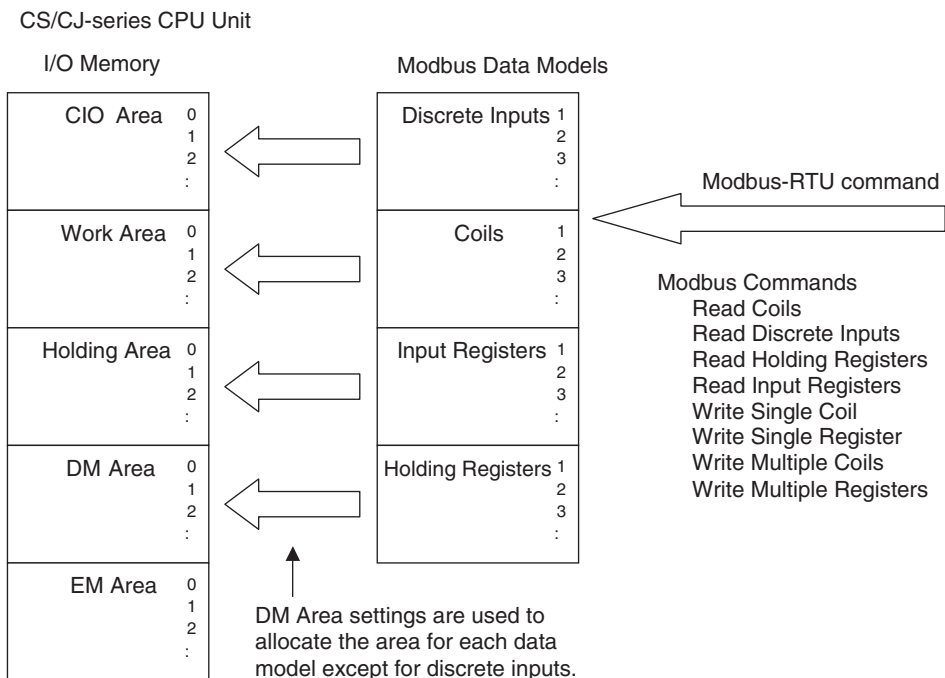 CS/CJ-series CPU Unit
I/O Memory
CIO Area 0
1
2
:
Work Area 0
1
2
:
Holding Area 0
1
2
:
DM Area 0
1
2
:
EM Area 0
1
2
:
Modbus Data Models
Discrete Inputs 1
2
3
:
Coils 1
2
3
:
Input Registers 1
2
3
:
Holding Registers 1
2
3
:
DM Area settings are used to
allocate the area for each data
model except for discrete inputs.
Modbus-RTU command
Modbus Commands
Read Coils
Read Discrete Inputs
Read Holding Registers
Read Input Registers
Write Single Coil
Write Single Register
Write Multiple Coils
Write Multiple Registers